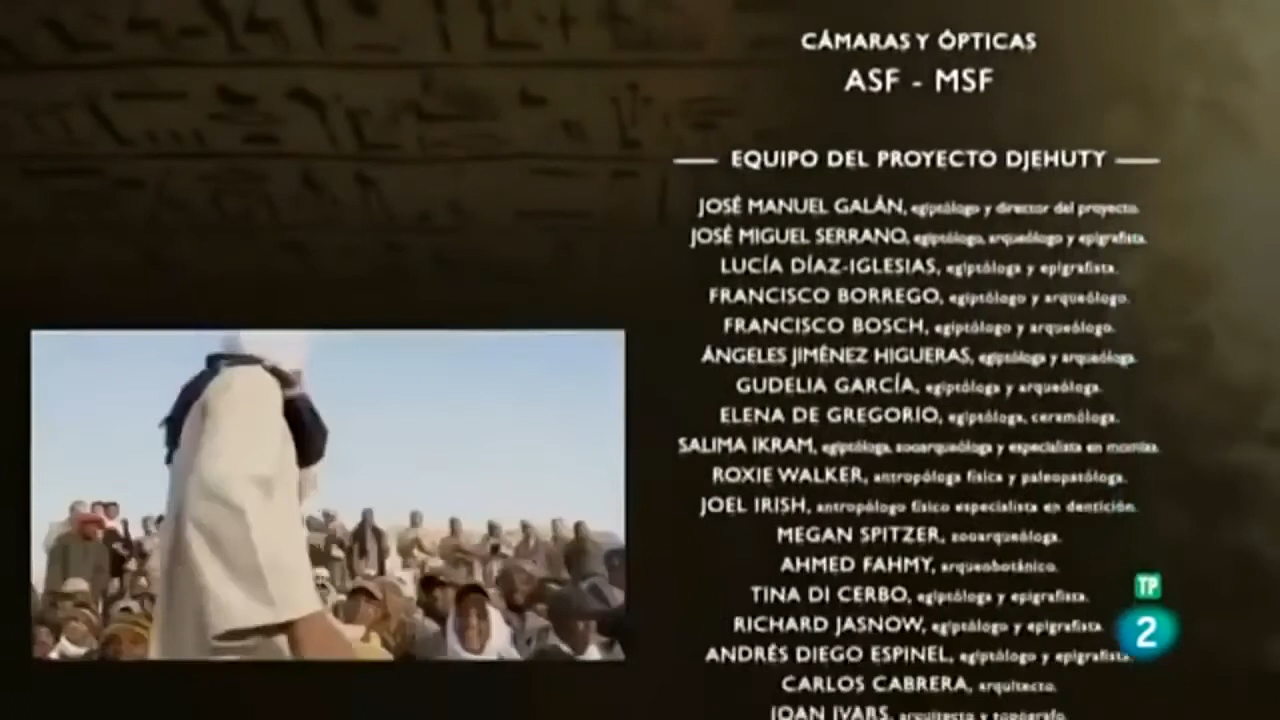 CÁMARAS Y ÓPTICAS
ASF - MSF
EQUIPO DEL PROYECTO DJEHUTY
JOSÉ MANUEL GALÁN, egiptólogo y director del proyecto.
JOSÉ MIGUEL SERRANO, egiptólogo, arqueólogo y epigrafista.
LUCÍA DÍAZ-IGLESIAS, egiptóloga y epigrafista.
FRANCISCO BORREGO, egiptólogo y arqueólogo.
FRANCISCO BOSCH, egiptólogo y arqueólogo.
ÁNGELES JIMÉNEZ HIGUERAS, egiptóloga y arqueóloga.
GUDELIA GARCÍA, egiptóloga y arqueóloga.
ELENA DE GREGORIO, egiptóloga, ceramóloga.
SALIMA IKRAM, egiptóloga, zooarqueóloga y especialista en momias.
ROXIE WALKER, antropóloga física y paleopatóloga.
JOEL IRISH, antropólogo físico especialista en dentición.
MEGAN SPITZER, zooarqueóloga.
AHMED FAHMY, arqueobotánico.
TINA DI CERBO, egiptóloga y epigrafista.
RICHARD JASNOW, egiptólogo y epigrafista.
ANDRÉS DIEGO ESPINEL, egiptólogo y epigrafista.
CARLOS CABRERA, arquitecto.
JOAN IVARS, arquitecto y topógrafo.
TP
2